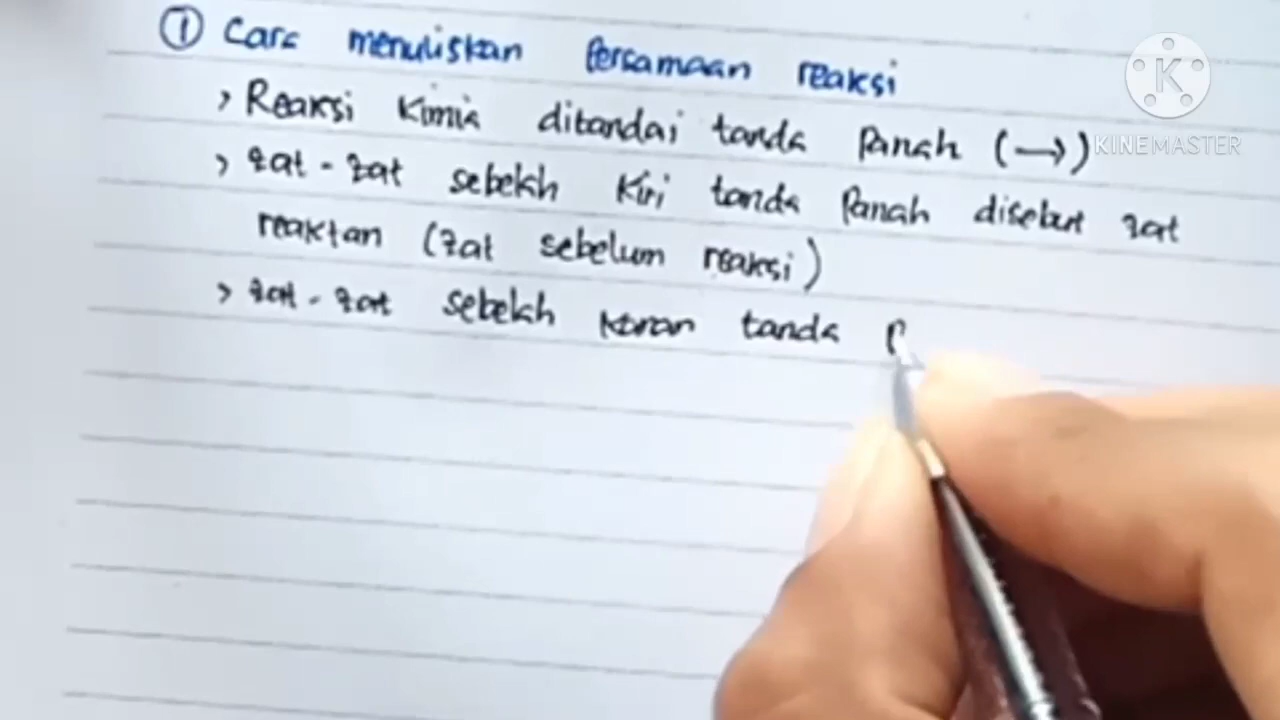 ① Cara menuliskan Persamaan reaksi
> Reaksi Kimia ditandai tanda Panah (→)
> zat - zat sebelah Kiri tanda Panah disebut zat
reaktan (zat sebelum reaksi)
> zat - zat sebelah Kanan tanda P
K
KINEMASTER